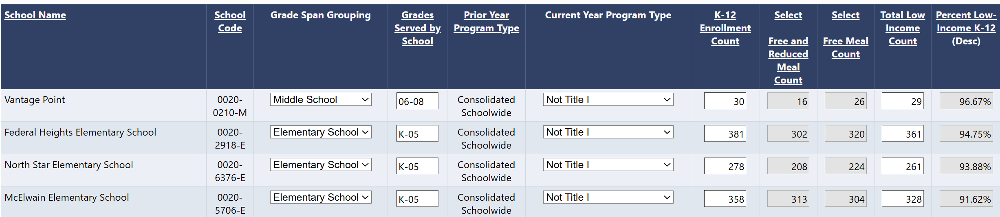 School Name
School
Code
Grade Span Grouping
Grades
Served by
School
Prior Year
Program Type
Current Year Program Type
K-12
Enrollment
Count
Select
Free and
Reduced
Meal
Count
Select
Free Meal
Count
Total Low
Income
Count
Percent Low-
Income K-12
(Desc)
Vantage Point
0020-
0210-M
Middle School
06-08
Consolidated
Schoolwide
Not Title I
30
16
26
29
96.67%
Federal Heights Elementary School
0020-
2918-E
Elementary School
K-05
Consolidated
Schoolwide
Not Title I
381
302
320
361
94.75%
North Star Elementary School
0020-
6376-E
Elementary School
K-05
Consolidated
Schoolwide
Not Title I
278
208
224
261
93.88%
McElwain Elementary School
0020-
5706-E
Elementary School
K-05
Consolidated
Schoolwide
Not Title I
358
313
304
328
91.62%